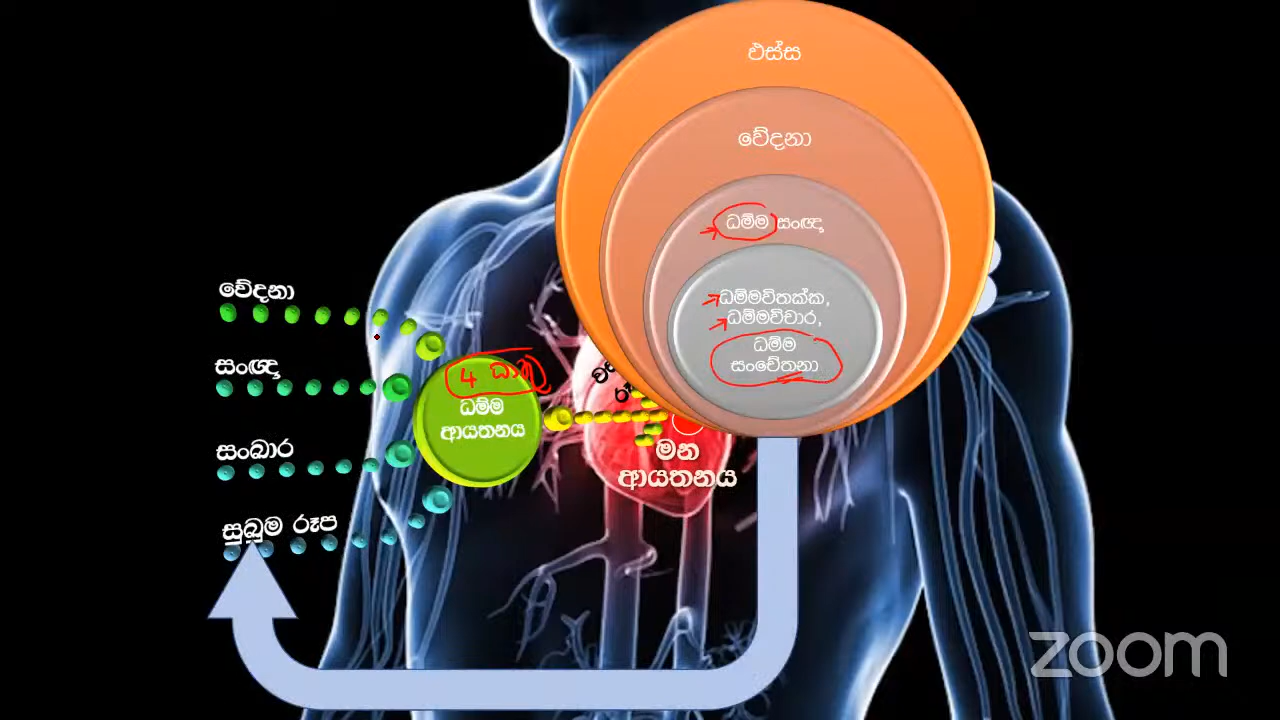 ඵස්ස
වේදනා
ධම්ම සංඥා
ධම්මවිතක්ක,
ධම්මවිචාර,
ධම්ම
සංචේතනා
වේදනා
සංඥා
සංඛාර
සුඛුම රූප
4 ධාතු
ධම්ම
ආයතනය
මන
ආයතනය
zoom